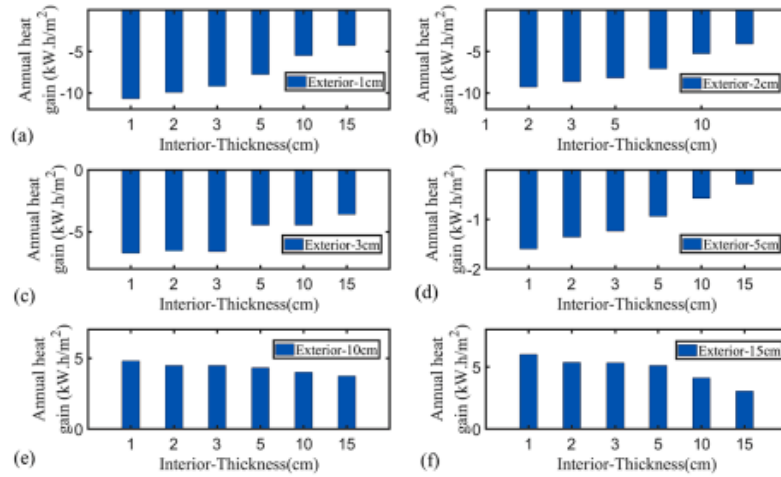 Annual heat
gain (kW.h/m2)
-5
-10
Exterior-1cm
1 2 3 5 10 15
(a)
Interior-Thickness(cm)
Annual heat
gain (kW.h/m2)
-5
-10
Exterior-2cm
1 2 3 5 10
(b)
Interior-Thickness(cm)
Annual heat
gain (kW.h/m2)
0
-5
Exterior-3cm
1 2 3 5 10 15
(c)
Interior-Thickness(cm)
Annual heat
gain (kW.h/m2)
-1
-2
Exterior-5cm
1 2 3 5 10 15
(d)
Interior-Thickness(cm)
Annual heat
gain (kW.h/m2)
5
0
Exterior-10cm
1 2 3 5 10 15
(e)
Interior-Thickness(cm)
Annual heat
gain (kW.h/m2)
5
0
Exterior-15cm
1 2 3 5 10 15
(f)
Interior-Thickness(cm)